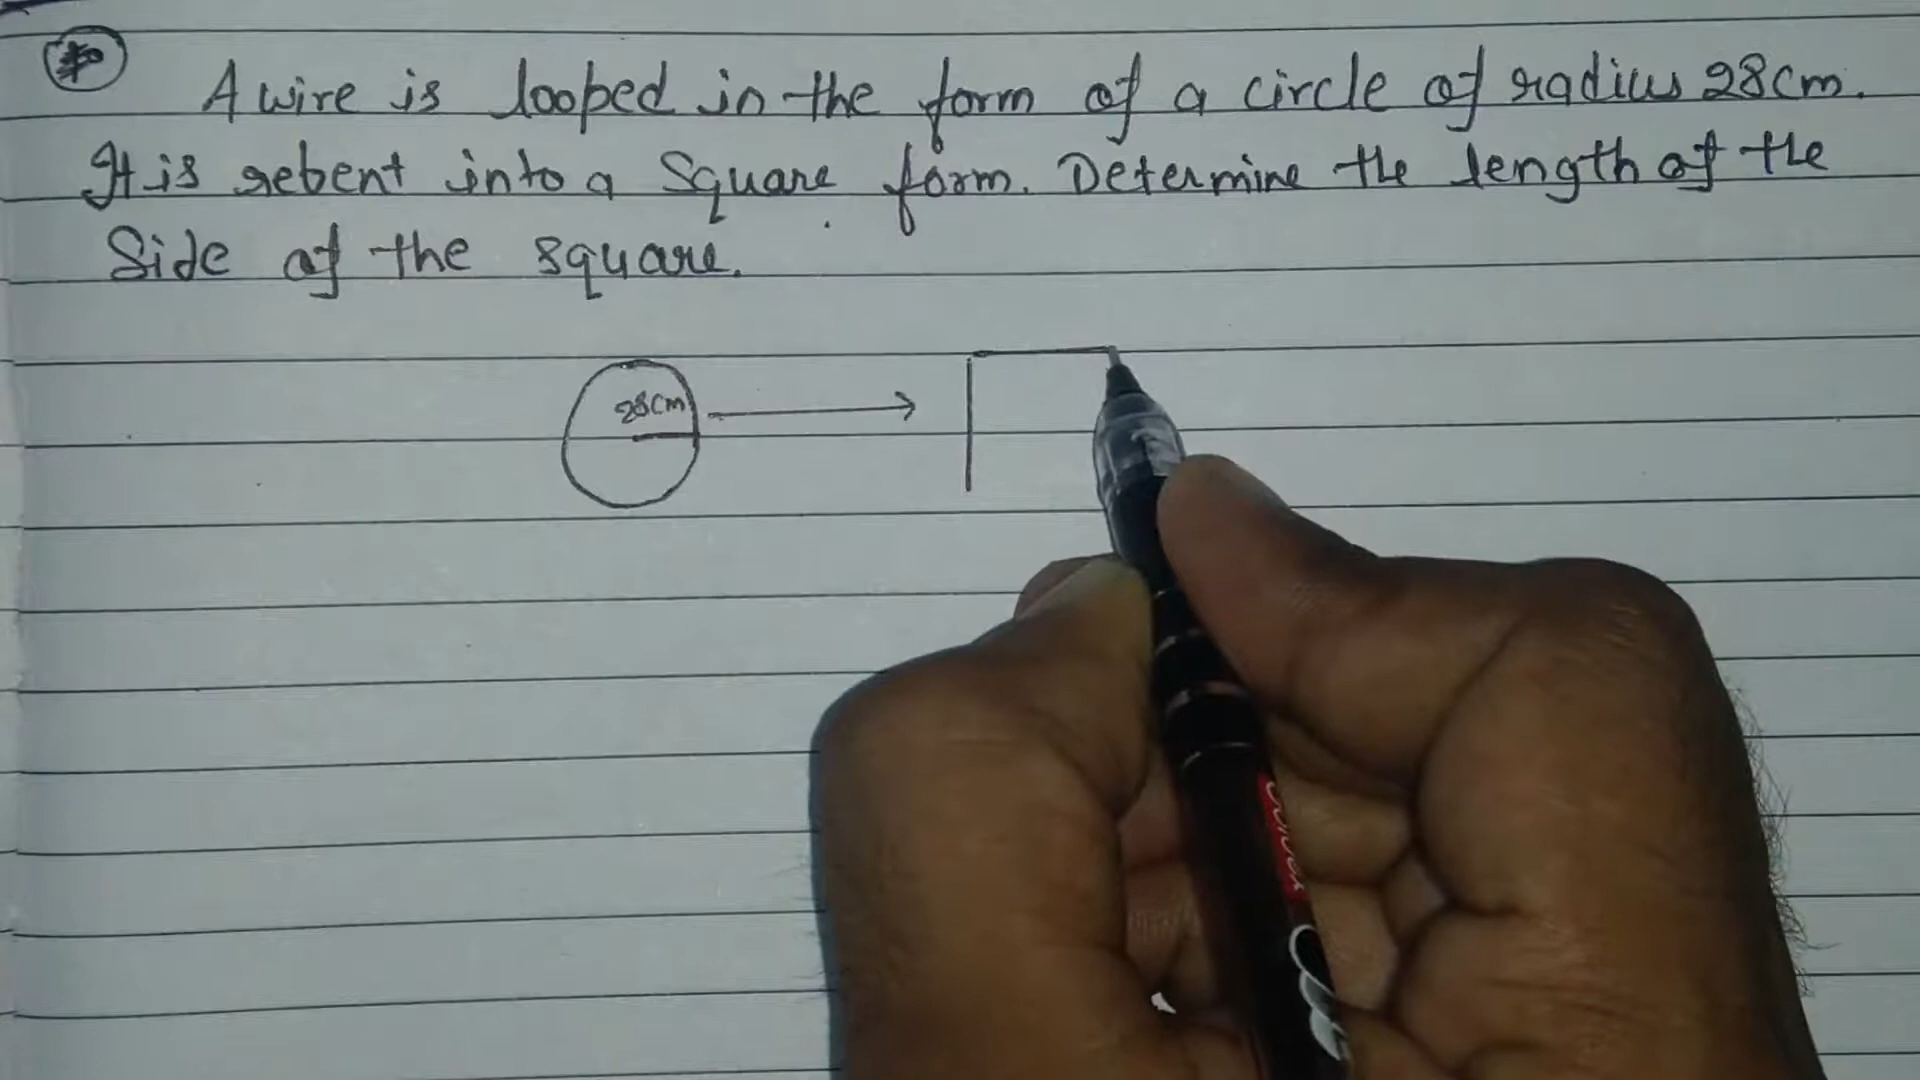 A wire is looped in the form of a circle of radius 28cm.
It is rebent into a square form. Determine the length of the
Side of the square.
28cm